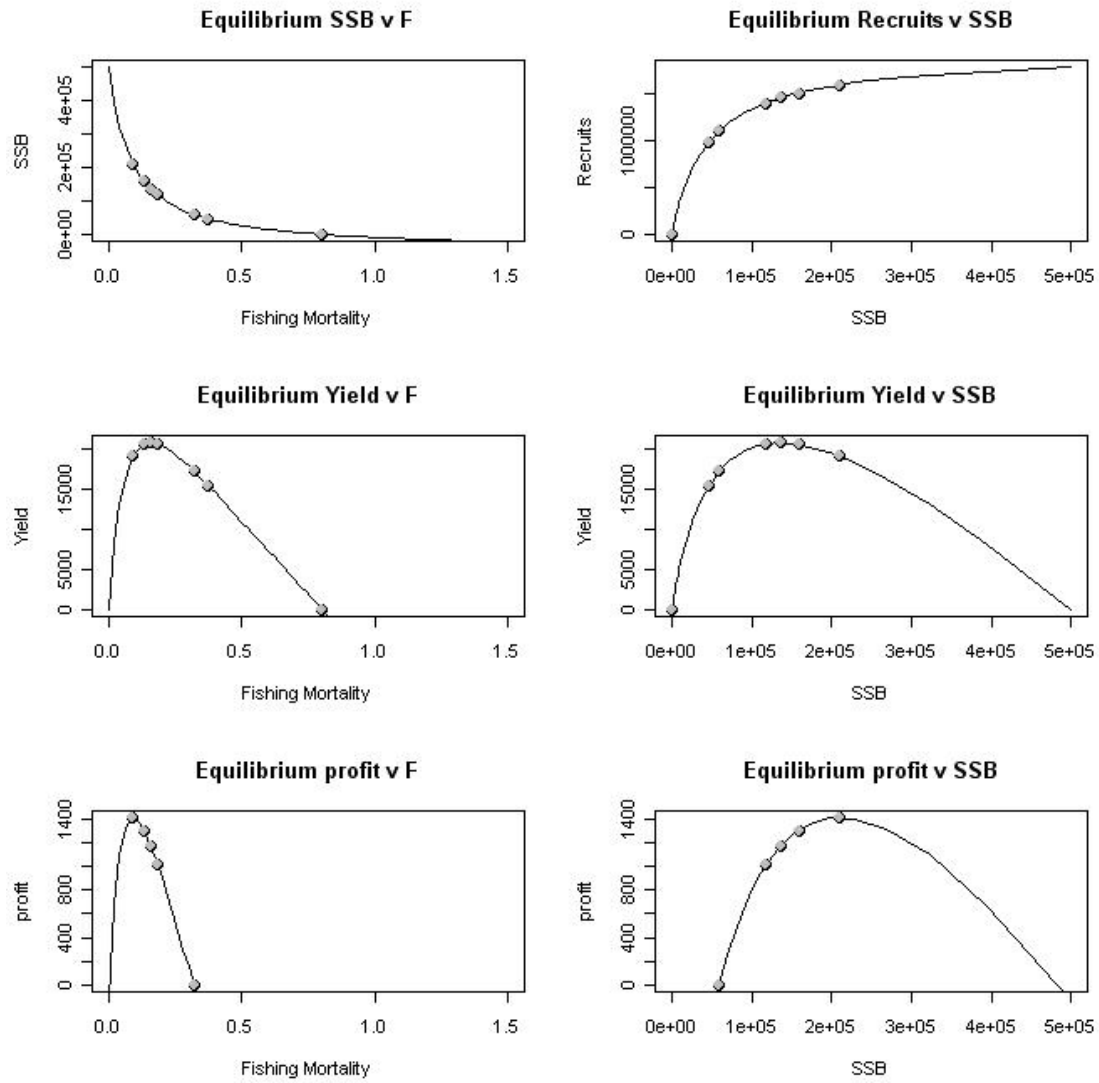 Equilibrium SSB v F
SSB
0e+00
2e+05
4e+05
0.0
0.5
1.0
1.5
Fishing Mortality
Equilibrium Recruits v SSB
Recruits
0
1000000
0e+00
1e+05
2e+05
3e+05
4e+05
5e+05
SSB
Equilibrium Yield v F
Yield
0
5000
15000
0.0
0.5
1.0
1.5
Fishing Mortality
Equilibrium Yield v SSB
Yield
0
5000
15000
0e+00
1e+05
2e+05
3e+05
4e+05
5e+05
SSB
Equilibrium profit v F
profit
0
400
800
1400
0.0
0.5
1.0
1.5
Fishing Mortality
Equilibrium profit v SSB
profit
0
400
800
1400
0e+00
1e+05
2e+05
3e+05
4e+05
5e+05
SSB